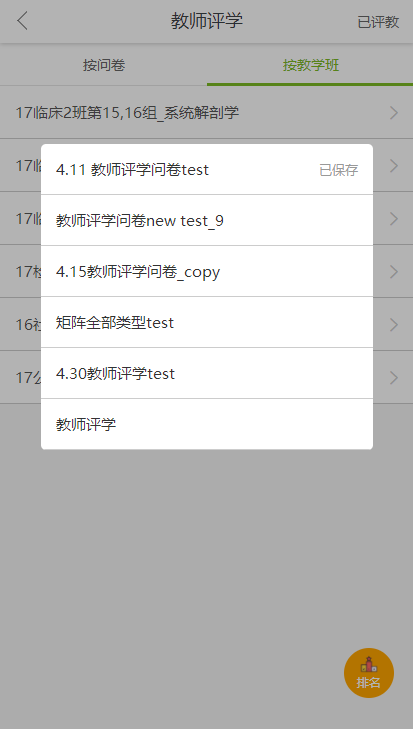 教师评学
已评教
按问卷
按教学班
17临床2班第15,16组_系统解剖学
17临
17临
17检
16社
17公
4.11 教师评学问卷test
已保存
教师评学问卷new test_9
4.15教师评学问卷_copy
矩阵全部类型test
4.30教师评学test
教师评学
排名